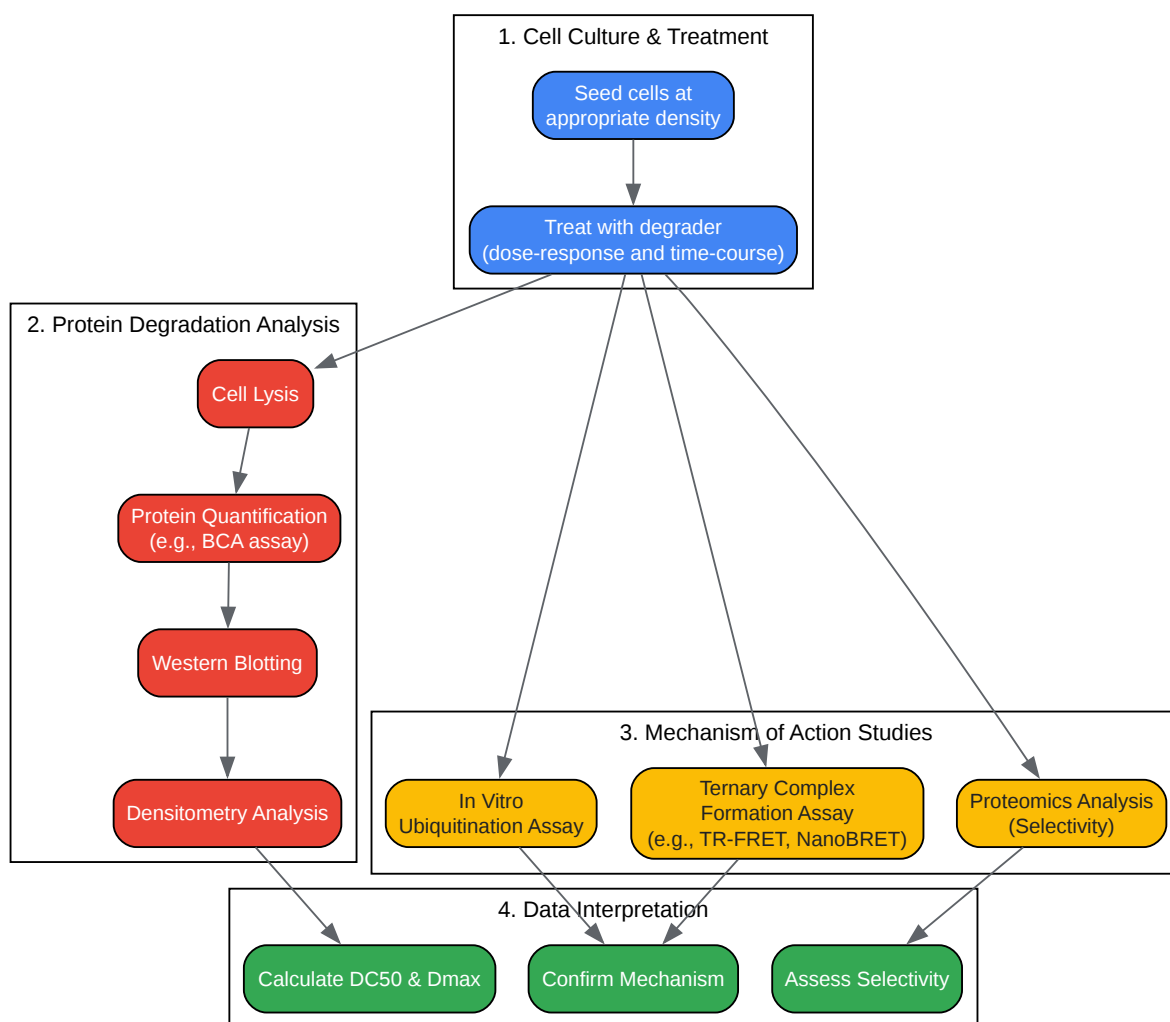 1. Cell Culture & Treatment
Seed cells at
appropriate density
Treat with degrader
(dose-response and time-course)
2. Protein Degradation Analysis
Cell Lysis
Protein Quantification
(e.g., BCA assay)
Western Blotting
Densitometry Analysis
3. Mechanism of Action Studies
In Vitro
Ubiquitination Assay
Ternary Complex
Formation Assay
(e.g., TR-FRET, NanoBRET)
Proteomics Analysis
(Selectivity)
4. Data Interpretation
Calculate DC50 & Dmax
Confirm Mechanism
Assess Selectivity